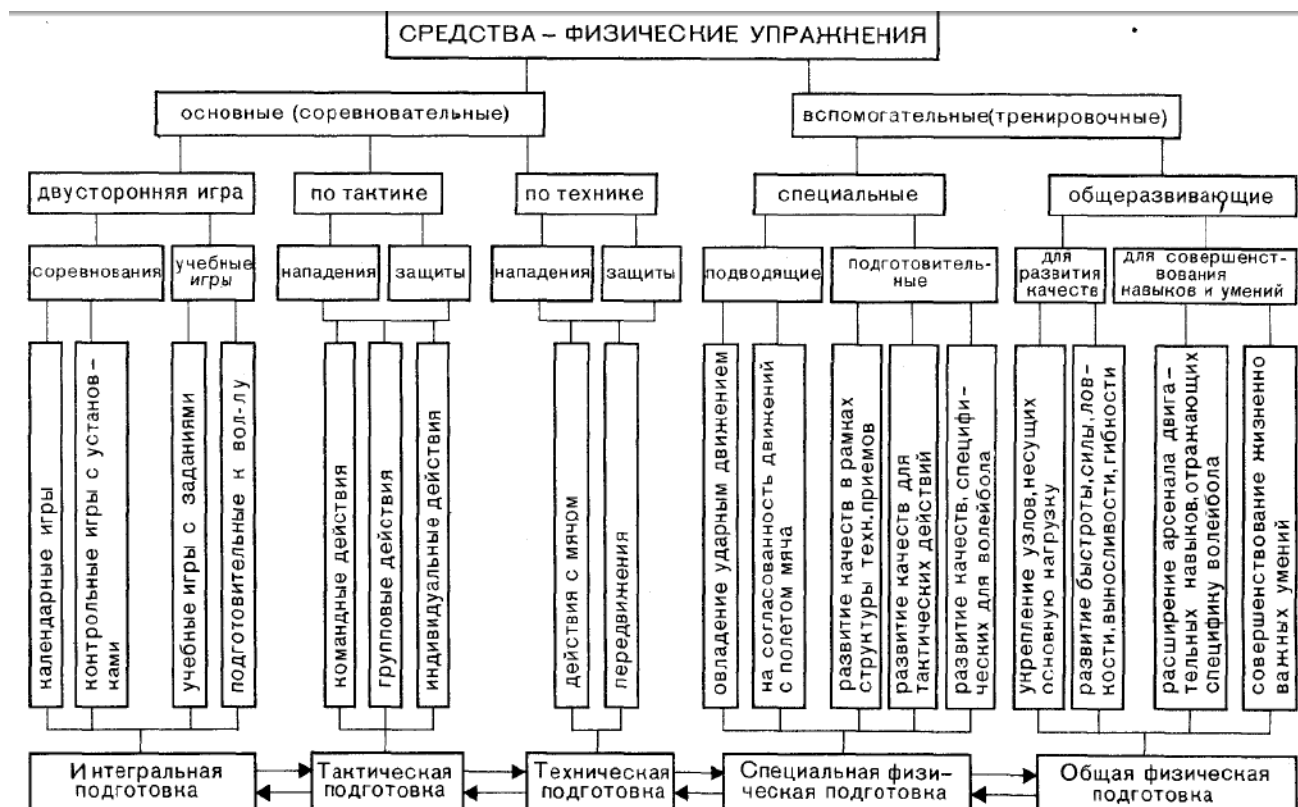 СРЕДСТВА – ФИЗИЧЕСКИЕ УПРАЖНЕНИЯ
основные (соревновательные)
вспомогательные(тренировочные)
двусторонняя игра
по тактике
по технике
специальные
общеразвивающие
соревнования
учебные
игры
нападения
защиты
нападения
защиты
подводящие
подготовитель-
ные
для
развития
качеств
для совершенст-
вования
навыков и умений
календарные игры
контрольные игры с установ-
ками
учебные игры с заданиями
подготовительные к вол-лу
командные действия
групповые действия
индивидуальные действия
действия с мячом
передвижения
овладение ударным движением
на согласованность движений
с полетом мяча
развитие качеств в рамках
структуры техн.приемов
развитие качеств для
тактических действий
развитие качеств, специфи-
ческих для волейбола
укрепление узлов, несущих
основную нагрузку
развитие быстроты, силы, лов-
кости, выносливости, гибкости
расширение арсенала двига-
тельных навыков, отражающих
специфику волейбола
совершенствование жизненно
важных умений
Интегральная
подготовка
Тактическая
подготовка
Техническая
подготовка
Специальная физи-
ческая подготовка
Общая физическая
подготовка